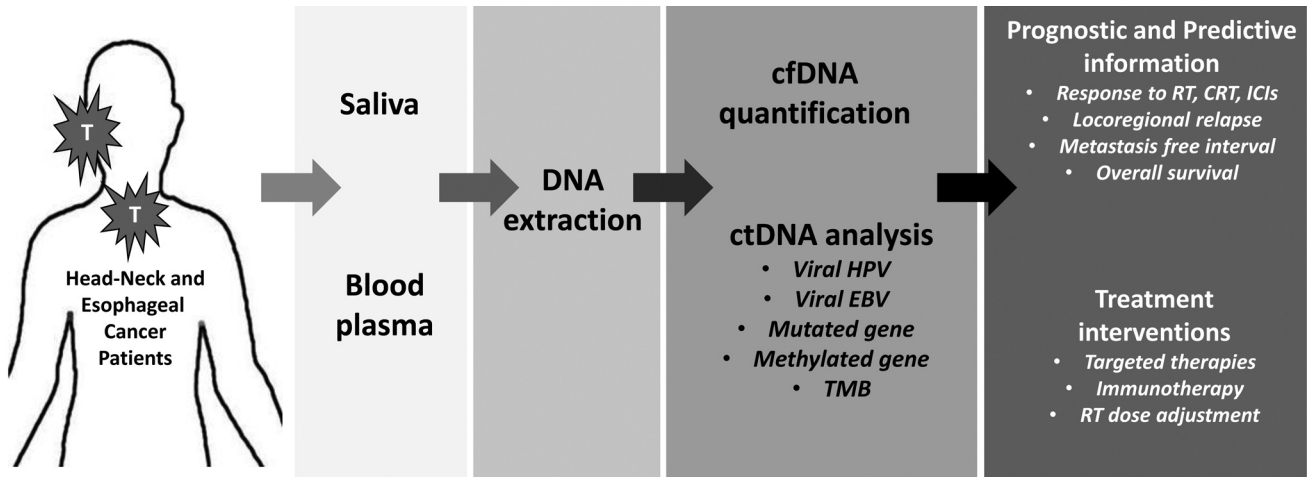 T
T
Head-Neck and
Esophageal
Cancer
Patients
Saliva
Blood
plasma
DNA
extraction
cfDNA
quantification
ctDNA analysis
• Viral HPV
• Viral EBV
• Mutated gene
• Methylated gene
• TMB
Prognostic and Predictive
information
• Response to RT, CRT, ICIs
• Locoregional relapse
• Metastasis free interval
• Overall survival
Treatment
interventions
• Targeted therapies
• Immunotherapy
• RT dose adjustment